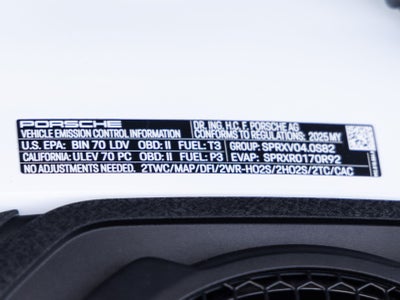 PORSCHE DR. ING. H.C. F. PORSCHE AG
VEHICLE EMISSION CONTROL INFORMATION CONFORMS TO REGULATIONS: 2025 MY
U.S. EPA: BIN 70 LDV OBD: II FUEL: T3 GROUP: SPRXV04.0S82
CALIFORNIA: ULEV 70 PC OBD: II FUEL: P3 EVAP: SPRXR0170R92
NO ADJUSTMENTS NEEDED. 2TWC/MAP/DFI/2WR-HO2S/2HO2S/2TC/CAC